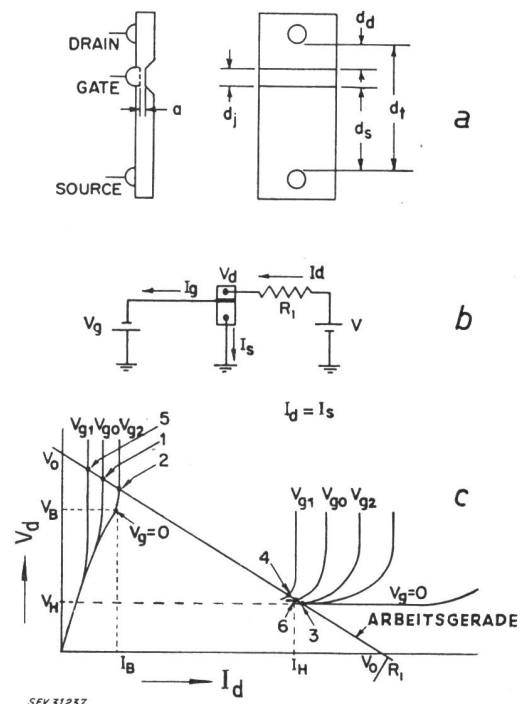 DRAIN
GATE
a
SOURCE
d_d
d_j
d_s
d_t
a
I_g
V_d
I_d
R_1
V_g
I_s
V
b
I_d = I_s
V_g1 V_g0 V_g2 5
1
2
V_0
V_B
V_g=0
V_d
V_g1 V_g0 V_g2
c
4
V_g=0
V_H
6 3
ARBEITSGERADE
I_B
I_d
I_H
V_0/R_1
SEV 31237